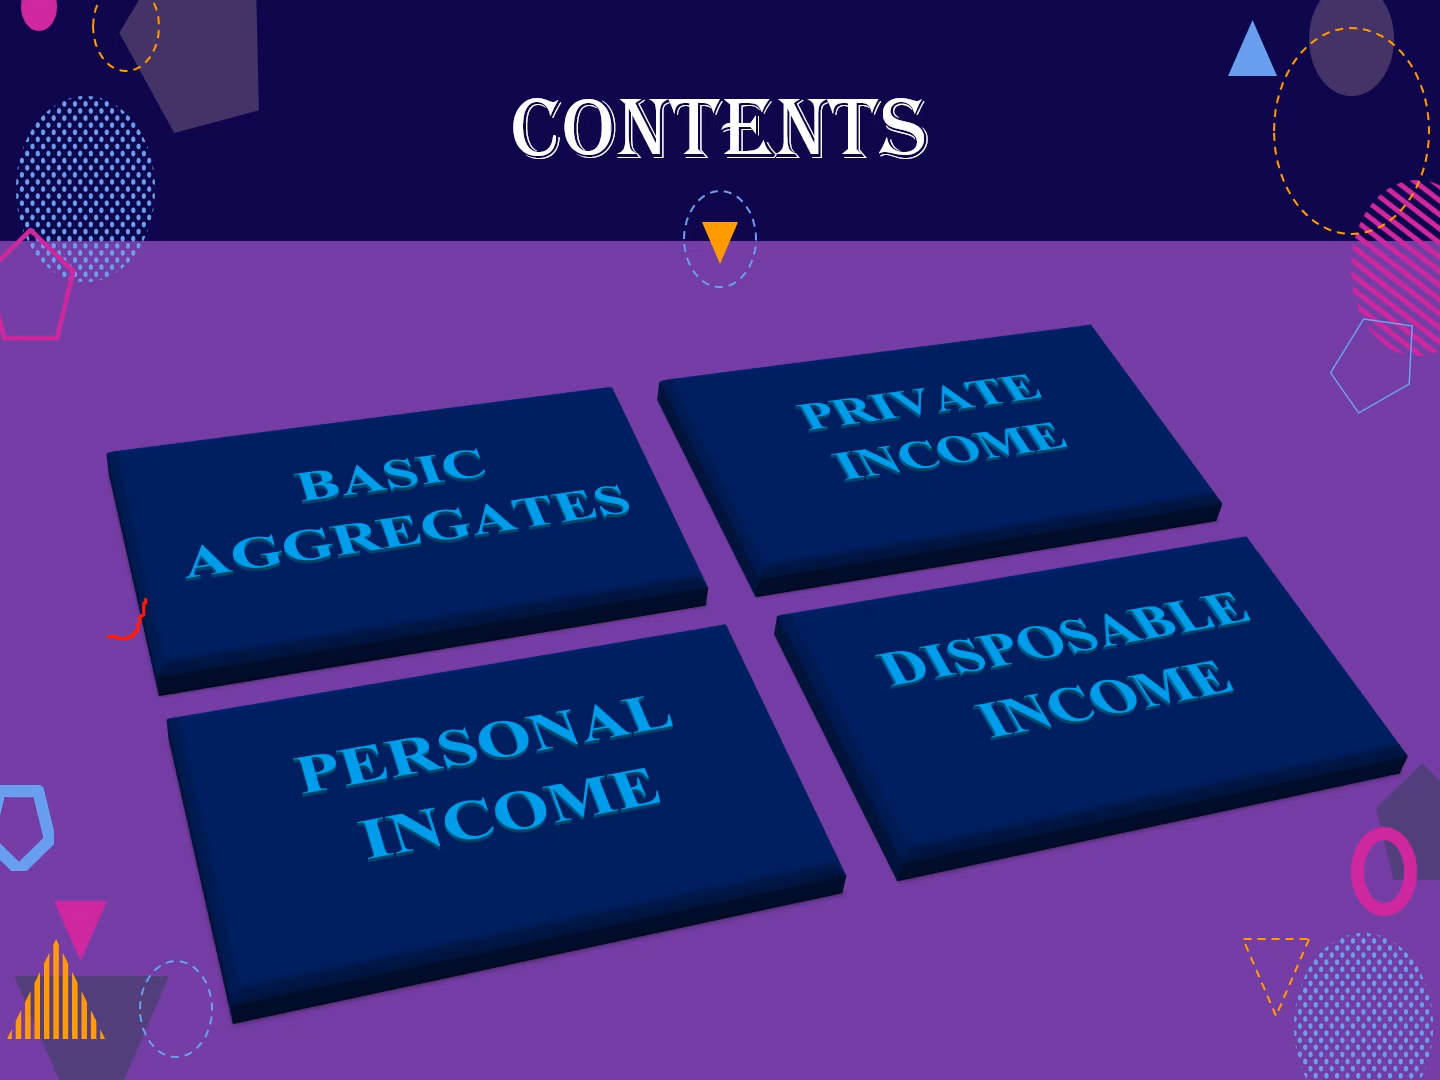 CONTENTS
BASIC
AGGREGATES
PRIVATE
INCOME
PERSONAL
INCOME
DISPOSABLE
INCOME